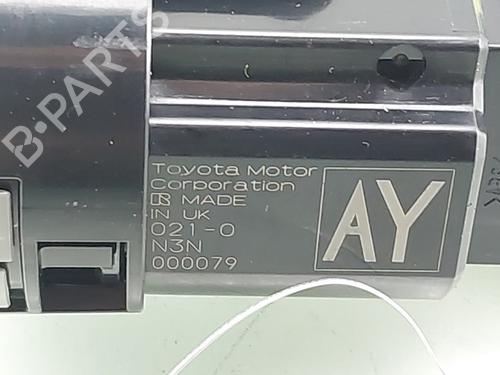 B-PARTS
Toyota Motor
Corporation
MADE
IN UK
021-0
N3N
000079
AY